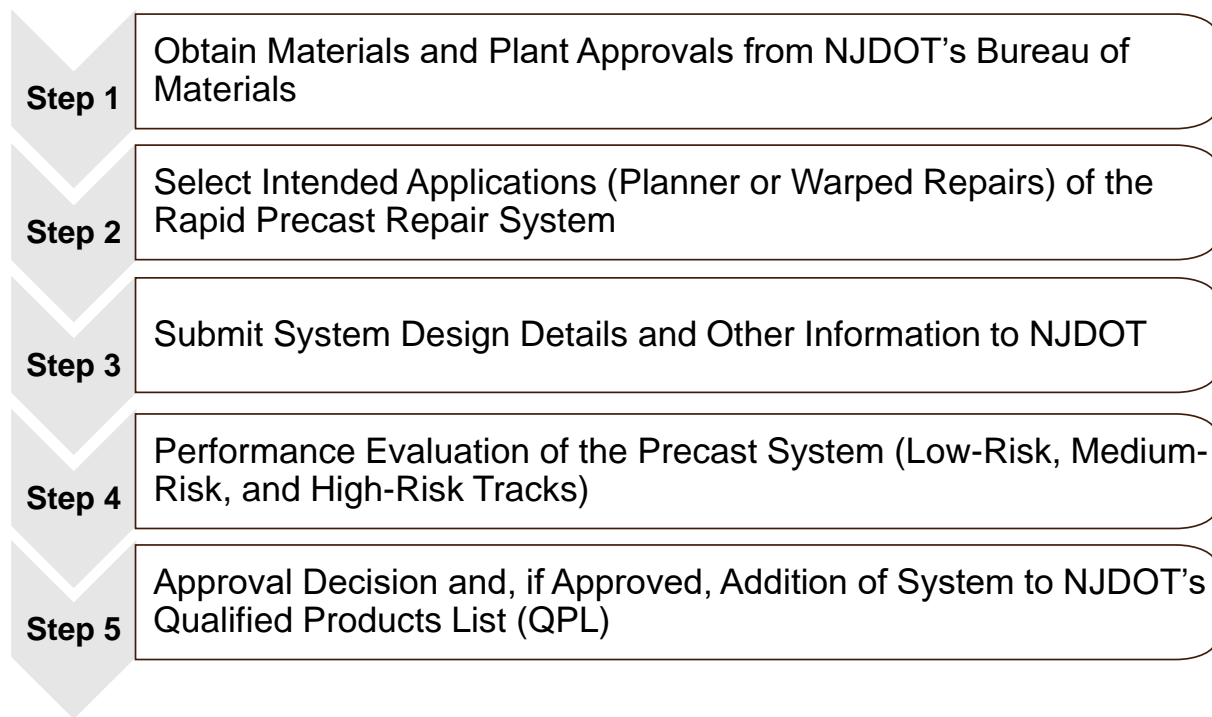 Step 1
Obtain Materials and Plant Approvals from NJDOT's Bureau of
Materials
Step 2
Select Intended Applications (Planner or Warped Repairs) of the
Rapid Precast Repair System
Step 3
Submit System Design Details and Other Information to NJDOT
Step 4
Performance Evaluation of the Precast System (Low-Risk, Medium-
Risk, and High-Risk Tracks)
Step 5
Approval Decision and, if Approved, Addition of System to NJDOT's
Qualified Products List (QPL)